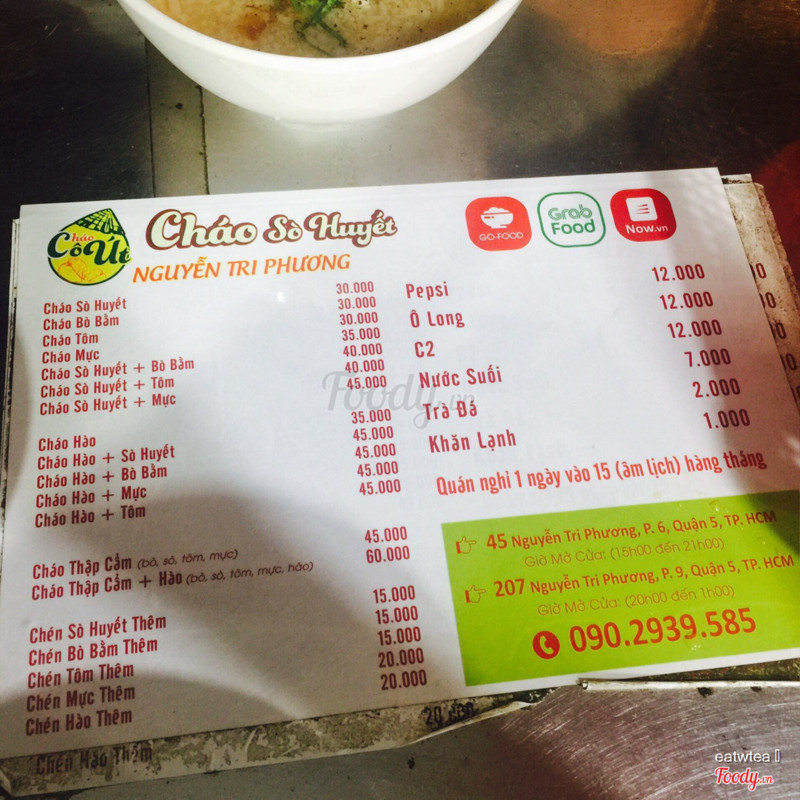 Cháo
Cô Út
Cháo Sò Huyết
NGUYỄN TRI PHƯƠNG
GO-FOOD
Grab
Food
Now.vn
Cháo Sò Huyết 30.000
Cháo Bò Bằm 30.000
Cháo Tôm 30.000
Cháo Mực 35.000
Cháo Sò Huyết + Bò Bằm 40.000
Cháo Sò Huyết + Tôm 40.000
Cháo Sò Huyết + Mực 45.000
Cháo Hào 35.000
Cháo Hào + Sò Huyết 45.000
Cháo Hào + Bò Bằm 45.000
Cháo Hào + Mực 45.000
Cháo Hào + Tôm 45.000
Cháo Thập Cẩm (bò, sò, tôm, mực) 45.000
Cháo Thập Cẩm + Hào (bò, sò, tôm, mực, hào) 60.000
Chén Sò Huyết Thêm 15.000
Chén Bò Bằm Thêm 15.000
Chén Tôm Thêm 15.000
Chén Mực Thêm 20.000
Chén Hào Thêm 20.000
Pepsi 12.000
Ô Long 12.000
C2 12.000
Nước Suối 7.000
Trà Đá 2.000
Khăn Lạnh 1.000
Quán nghỉ 1 ngày vào 15 (âm lịch) hàng tháng
45 Nguyễn Tri Phương, P. 6, Quận 5, TP. HCM
Giờ Mở Cửa: (15h00 đến 21h00)
207 Nguyễn Tri Phương, P. 9, Quận 5, TP. HCM
Giờ Mở Cửa: (20h00 đến 1h00)
090.2939.585
Chén Hào Thêm 20.000
Foody.vn
eatwtea
Foody.vn